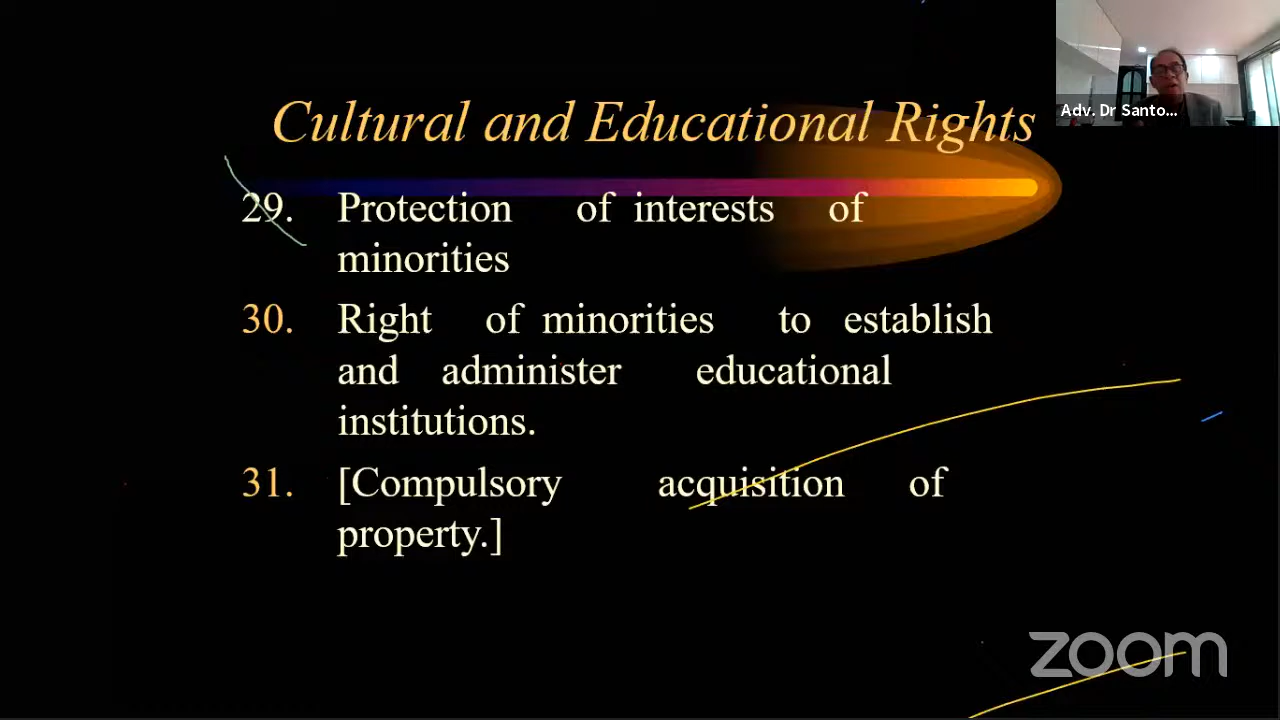 Adv. Dr Santo...
Cultural and Educational Rights
29. Protection of interests of
minorities
30. Right of minorities to establish
and administer educational
institutions.
31. [Compulsory acquisition of
property.]
zoom